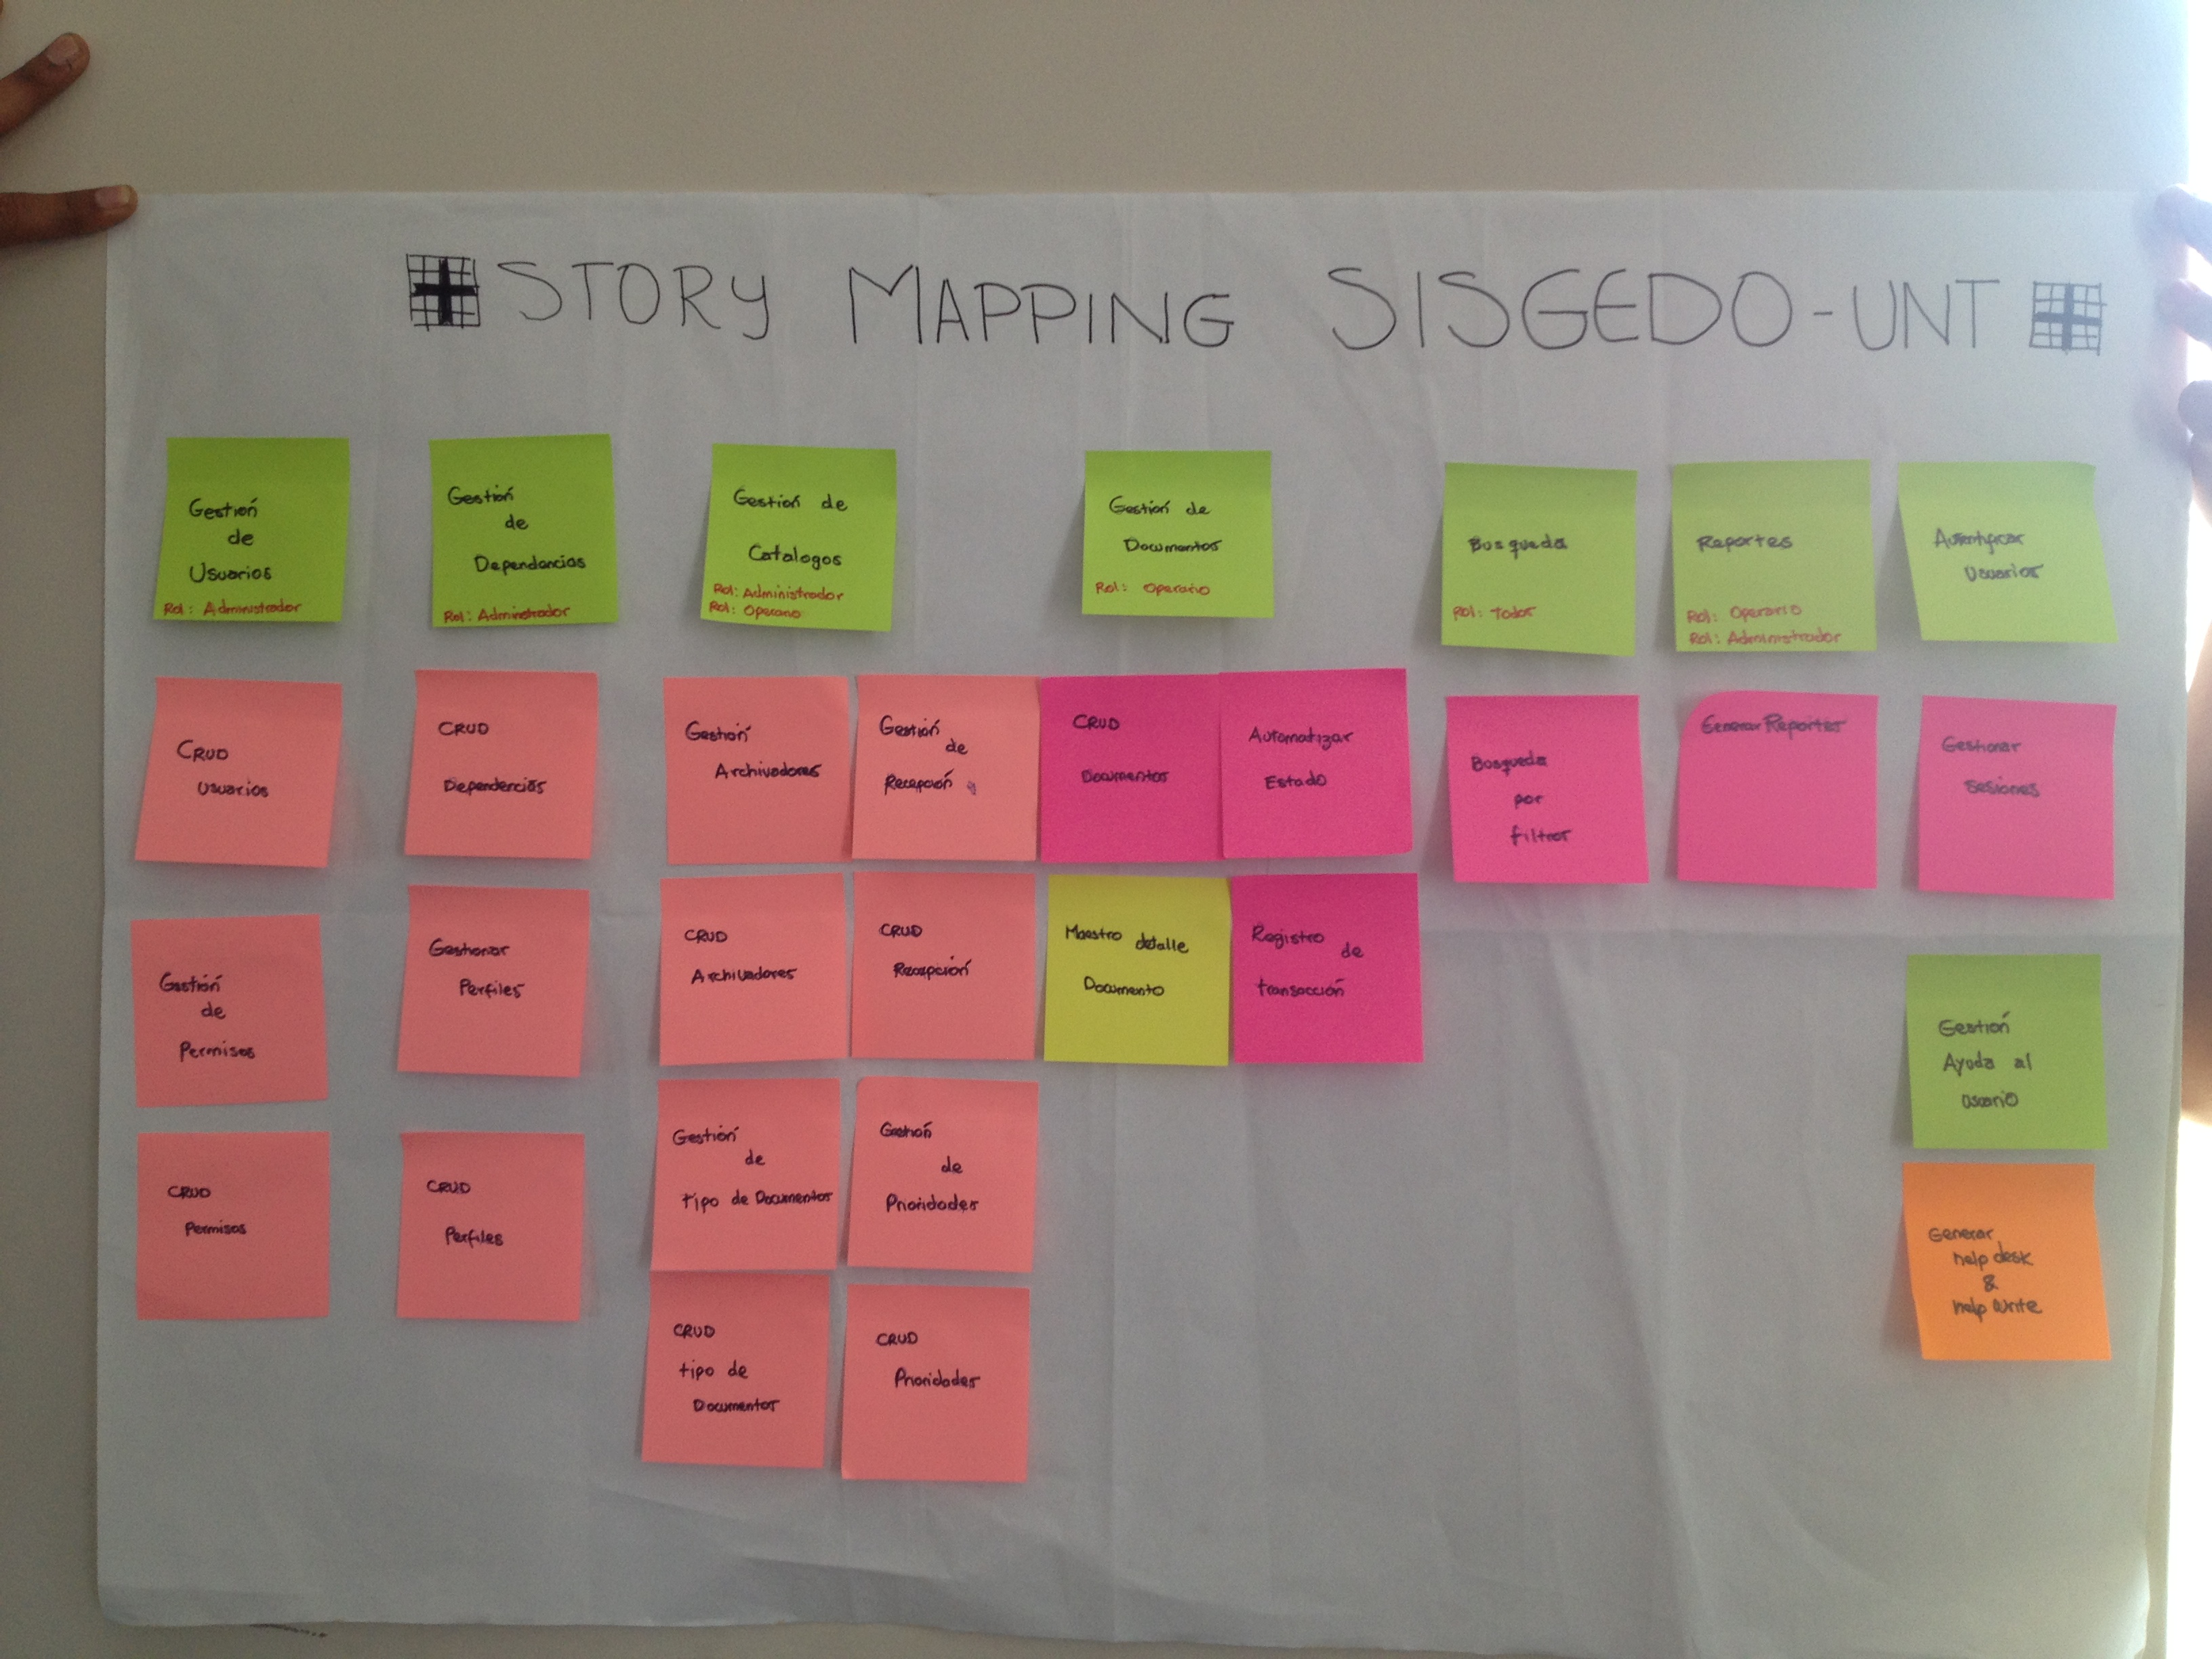 STORY MAPPING SISGEDO-UNT
Gestión
de
Usuarios
Rol: Administrador
Gestión
de
Dependencias
Rol: Administrador
Gestión de
Catalogos
Rol: Administrador
Rol: Operario
Gestión de
Documentos
Rol: Operario
Busqueda
Rol: Todos
Reportes
Rol: Operario
Rol: Administrador
Autentificar
Usuarios
CRUD
Usuarios
CRUD
Dependencias
Gestión
Archivadores
Gestión
de
Recepción
CRUD
Documentos
Automatizar
Estado
Busqueda
por
filtros
Generar Reportes
Gestionar
Sesiones
Gestión
de
Permisos
Gestionar
Perfiles
CRUD
Archivadores
CRUD
Recepción
Maestro detalle
Documento
Registro
de
transacción
Gestión
Ayuda al
usuario
CRUD
Permisos
CRUD
Perfiles
Gestión
de
tipo de Documentos
Gestión
de
Prioridades
Generar
help desk
&
help Write
CRUD
tipo de
Documentos
CRUD
Prioridades